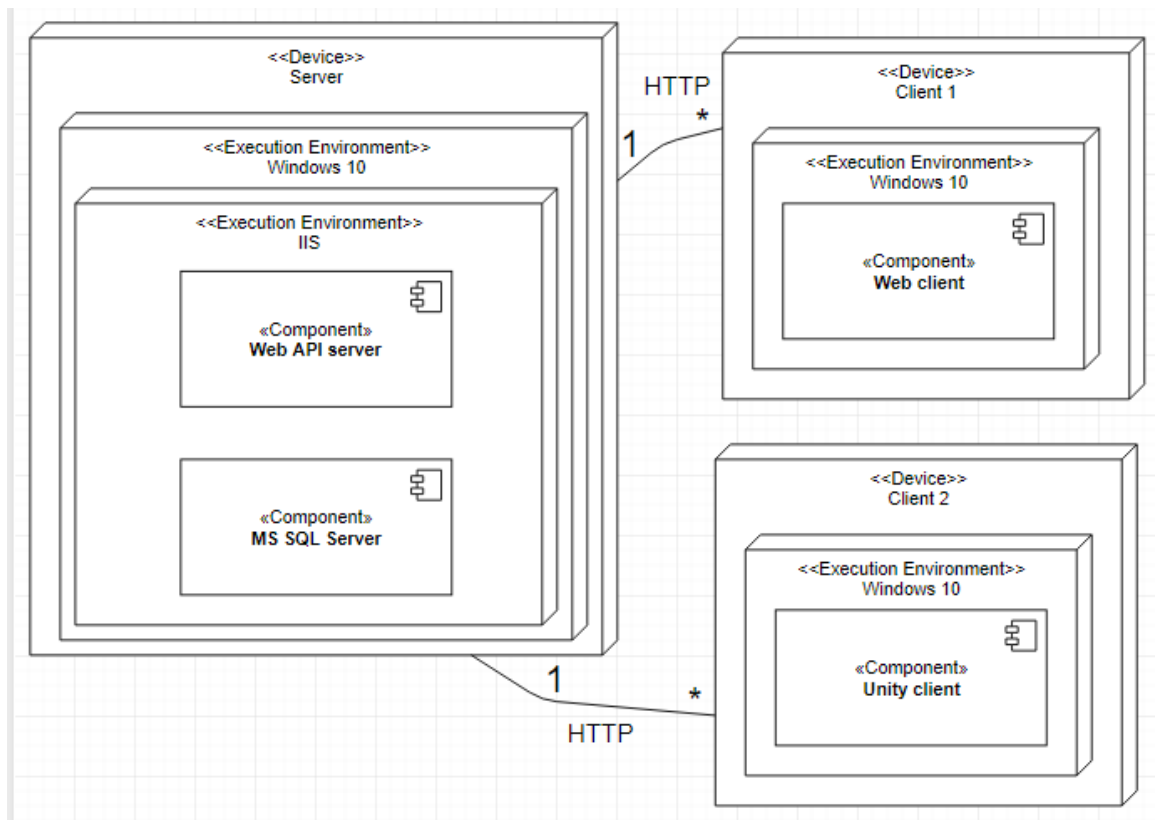 <<Device>>
Server
<<Execution Environment>>
Windows 10
<<Execution Environment>>
IIS
«Component»
Web API server
«Component»
MS SQL Server
HTTP
1
*
<<Device>>
Client 1
<<Execution Environment>>
Windows 10
«Component»
Web client
1
*
HTTP
<<Device>>
Client 2
<<Execution Environment>>
Windows 10
«Component»
Unity client